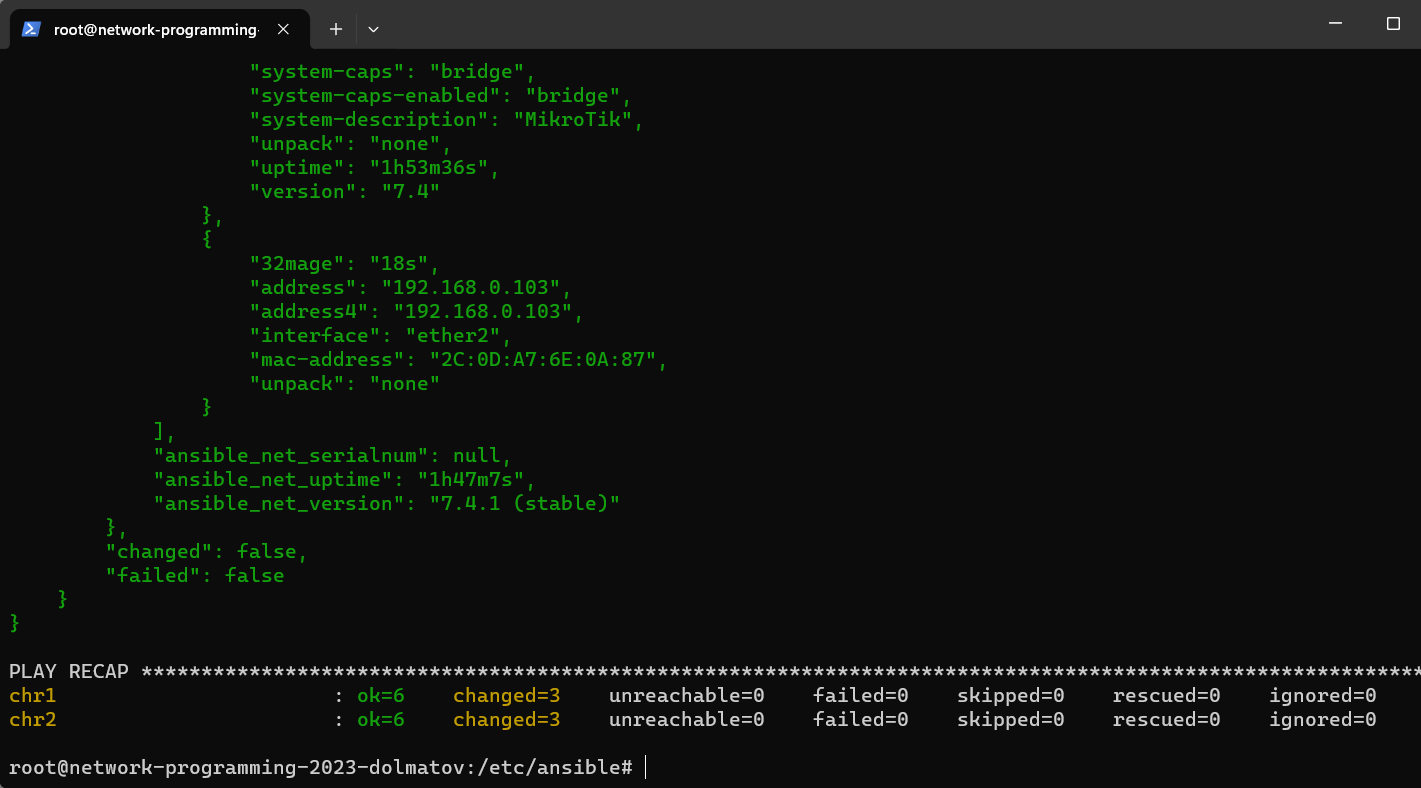 root@network-programming-
"system-caps": "bridge",
"system-caps-enabled": "bridge",
"system-description": "MikroTik",
"unpack": "none",
"uptime": "1h53m36s",
"version": "7.4"
},
{
"32mage": "18s",
"address": "192.168.0.103",
"address4": "192.168.0.103",
"interface": "ether2",
"mac-address": "2C:0D:A7:6E:0A:87",
"unpack": "none"
}
],
"ansible_net_serialnum": null,
"ansible_net_uptime": "1h47m7s",
"ansible_net_version": "7.4.1 (stable)"
},
"changed": false,
"failed": false
}
}
PLAY RECAP ***********************************************************************************************************
chr1 : ok=6 changed=3 unreachable=0 failed=0 skipped=0 rescued=0 ignored=0
chr2 : ok=6 changed=3 unreachable=0 failed=0 skipped=0 rescued=0 ignored=0
root@network-programming-2023-dolmatov:/etc/ansible#